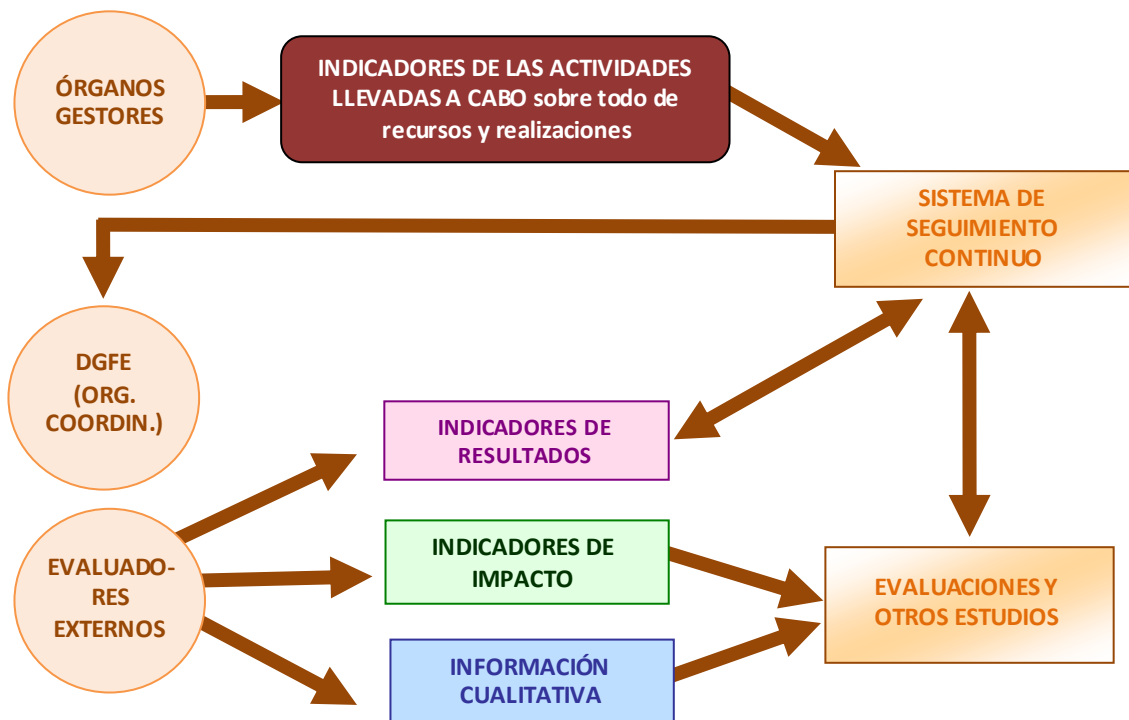 ÓRGANOS
GESTORES
INDICADORES DE LAS ACTIVIDADES
LLEVADAS A CABO sobre todo de
recursos y realizaciones
SISTEMA DE
SEGUIMIENTO
CONTINUO
DGFE
(ORG.
COORDIN.)
INDICADORES DE
RESULTADOS
EVALUADO-
RES
EXTERNOS
INDICADORES DE
IMPACTO
EVALUACIONES Y
OTROS ESTUDIOS
INFORMACIÓN
CUALITATIVA